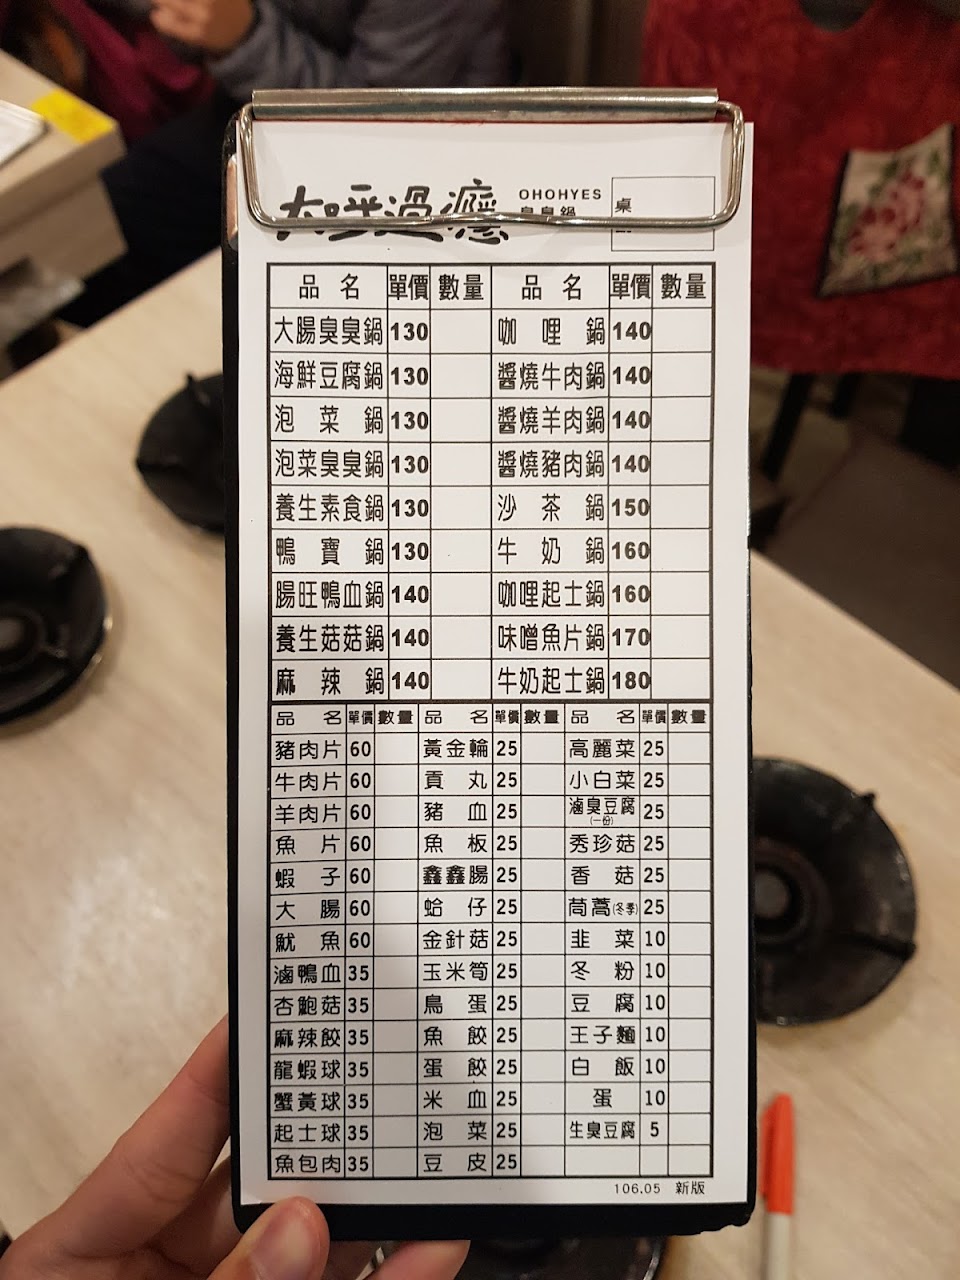 大呼過癮 OHOHYES
臭臭鍋 桌
品名 單價 數量 品名 單價 數量
大腸臭臭鍋 130 咖哩鍋 140
海鮮豆腐鍋 130 醬燒牛肉鍋 140
泡菜鍋 130 醬燒羊肉鍋 140
泡菜臭臭鍋 130 醬燒豬肉鍋 140
養生素食鍋 130 沙茶鍋 150
鴨寶鍋 130 牛奶鍋 160
腸旺鴨血鍋 140 咖哩起士鍋 160
養生菇菇鍋 140 味噌魚片鍋 170
麻辣鍋 140 牛奶起士鍋 180
品名 單價 數量 品名 單價 數量 品名 單價 數量
豬肉片 60 黃金輪 25 高麗菜 25
牛肉片 60 貢丸 25 小白菜 25
羊肉片 60 豬血 25 滷臭豆腐(一份) 25
魚片 60 魚板 25 秀珍菇 25
蝦子 60 鑫鑫腸 25 香菇 25
大腸 60 蛤仔 25 茼蒿(冬季) 25
魷魚 60 金針菇 25 韭菜 10
滷鴨血 35 玉米筍 25 冬粉 10
杏鮑菇 35 鳥蛋 25 豆腐 10
麻辣餃 35 魚餃 25 王子麵 10
龍蝦球 35 蛋餃 25 白飯 10
蟹黃球 35 米血 25 蛋 10
起士球 35 泡菜 25 生臭豆腐 5
魚包肉 35 豆皮 25
106.05 新版